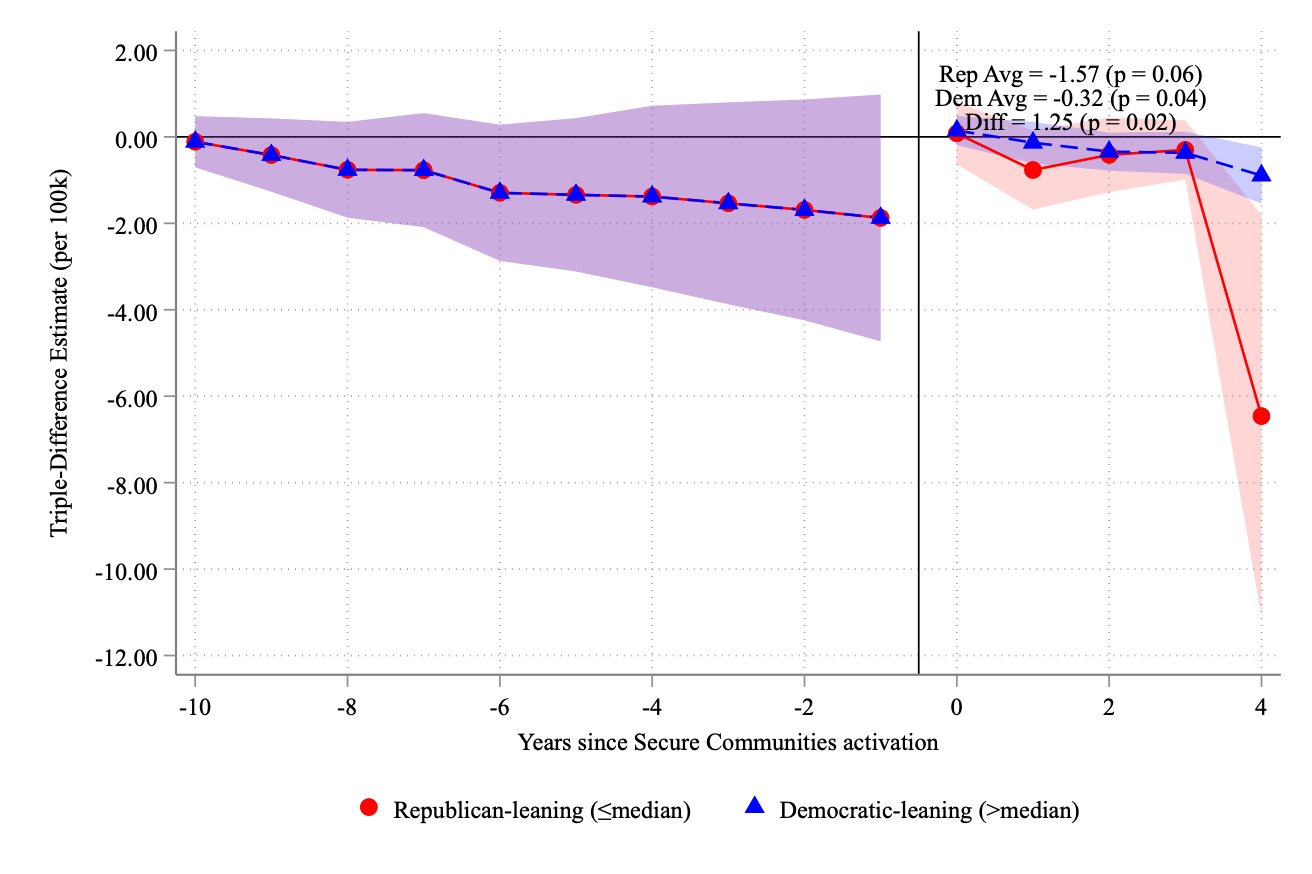 Rep Avg = -1.57 (p = 0.06)
Dem Avg = -0.32 (p = 0.04)
Diff = 1.25 (p = 0.02)
Triple-Difference Estimate (per 100k)
2.00
0.00
-2.00
-4.00
-6.00
-8.00
-10.00
-12.00
-10 -8 -6 -4 -2 0 2 4
Years since Secure Communities activation
Republican-leaning (≤median) Democratic-leaning (>median)